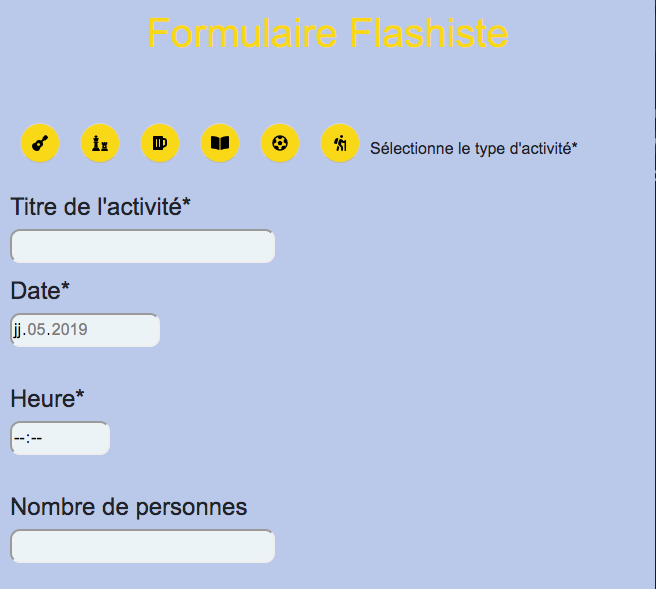 Formulaire Flashiste
Sélectionne le type d'activité*
Titre de l'activité*
Date*
jj.05.2019
Heure*
--:--
Nombre de personnes